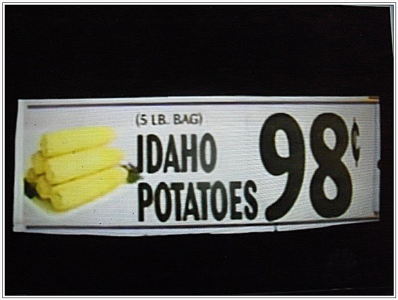 (5 LB. BAG)
IDAHO
POTATOES
98¢